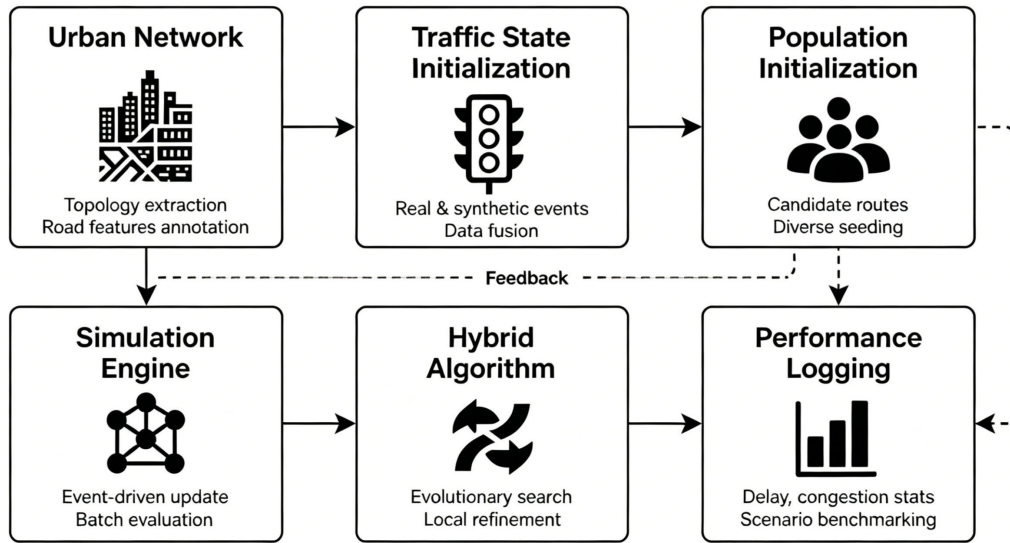 Urban Network
Topology extraction
Road features annotation
Traffic State
Initialization
Real & synthetic events
Data fusion
Population
Initialization
Candidate routes
Diverse seeding
Feedback
Simulation
Engine
Event-driven update
Batch evaluation
Hybrid
Algorithm
Evolutionary search
Local refinement
Performance
Logging
Delay, congestion stats
Scenario benchmarking